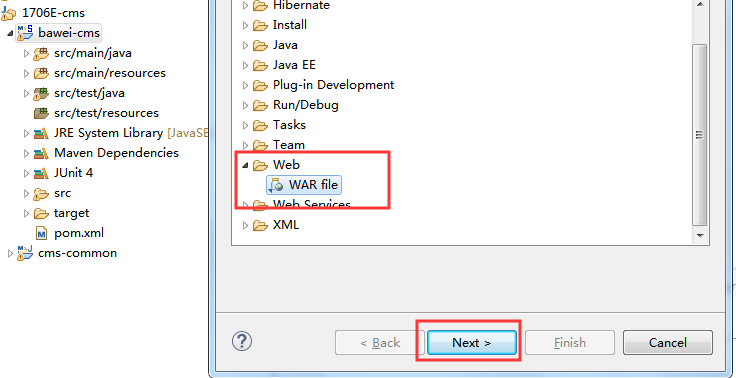 1706E-cms
bawei-cms
src/main/java
src/main/resources
src/test/java
src/test/resources
JRE System Library [JavaSE
Maven Dependencies
JUnit 4
src
target
pom.xml
cms-common
Hibernate
Install
Java
Java EE
Plug-in Development
Run/Debug
Tasks
Team
Web
WAR file
Web Services
XML
< Back
Next >
Finish
Cancel